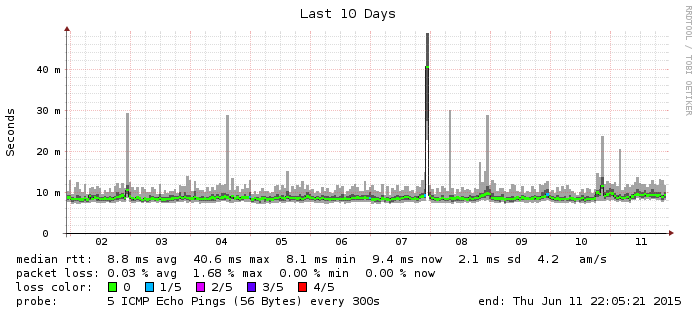 Last 10 Days
RRDTOOL / TOBI OETIKER
Seconds
40 m
30 m
20 m
10 m
0
02 03 04 05 06 07 08 09 10 11
median rtt: 8.8 ms avg 40.6 ms max 8.1 ms min 9.4 ms now 2.1 ms sd 4.2 am/s
packet loss: 0.03 % avg 1.68 % max 0.00 % min 0.00 % now
loss color: 0 1/5 2/5 3/5 4/5
probe: 5 ICMP Echo Pings (56 Bytes) every 300s end: Thu Jun 11 22:05:21 2015